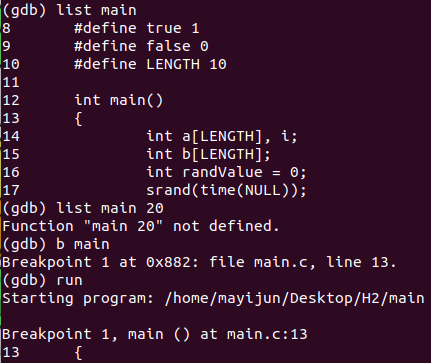 (gdb) list main
8       #define true 1
9       #define false 0
10      #define LENGTH 10
11
12      int main()
13      {
14              int a[LENGTH], i;
15              int b[LENGTH];
16              int randValue = 0;
17              srand(time(NULL));
(gdb) list main 20
Function "main 20" not defined.
(gdb) b main
Breakpoint 1 at 0x882: file main.c, line 13.
(gdb) run
Starting program: /home/mayijun/Desktop/H2/main

Breakpoint 1, main () at main.c:13
13      {